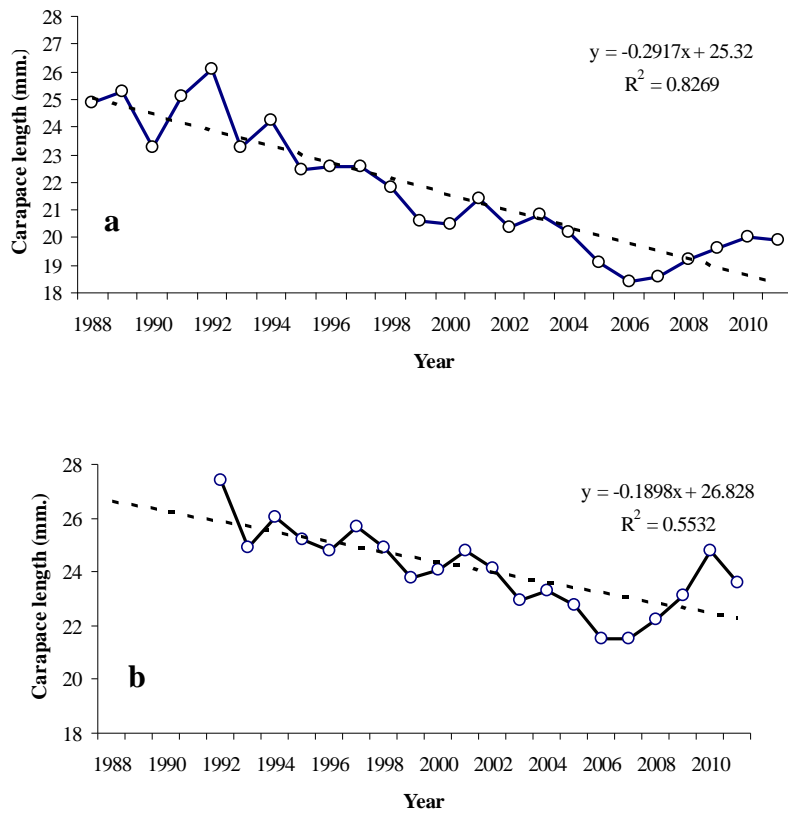 28
27
26
25
24
23
22
21
20
19
18
Carapace length (mm.)
y = -0.2917x + 25.32
R² = 0.8269
a
1988 1990 1992 1994 1996 1998 2000 2002 2004 2006 2008 2010
Year
28
26
24
22
20
18
Carapace length (mm.)
y = -0.1898x + 26.828
R² = 0.5532
b
1988 1990 1992 1994 1996 1998 2000 2002 2004 2006 2008 2010
Year